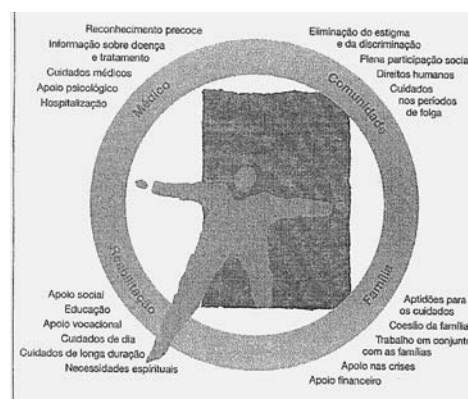 Reconhecimento precoce
Informação sobre doença
e tratamento
Cuidados médicos
Apoio psicológico
Hospitalização
Médico
Eliminação do estigma
e da discriminação
Plena participação social
Direitos humanos
Cuidados
nos períodos
de folga
Comunidade
Reabilitação
Apoio social
Educação
Apoio vocacional
Cuidados de dia
Cuidados de longa duração
Necessidades espirituais
Família
Aptidões para
os cuidados
Coesão da família
Trabalho em conjunto
com as famílias
Apoio nas crises
Apoio financeiro